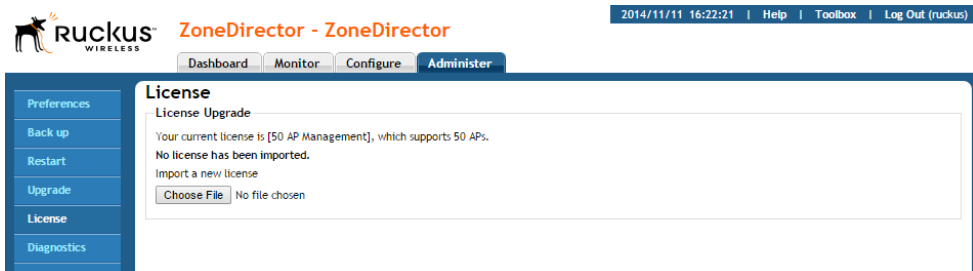 2014/11/11 16:22:21 | Help | Toolbox | Log Out (ruckus)
RUCKUS™
WIRELESS
ZoneDirector - ZoneDirector
Dashboard Monitor Configure Administer
Preferences
Back up
Restart
Upgrade
License
Diagnostics
License
License Upgrade
Your current license is [50 AP Management], which supports 50 APs.
No license has been imported.
Import a new license
Choose File No file chosen